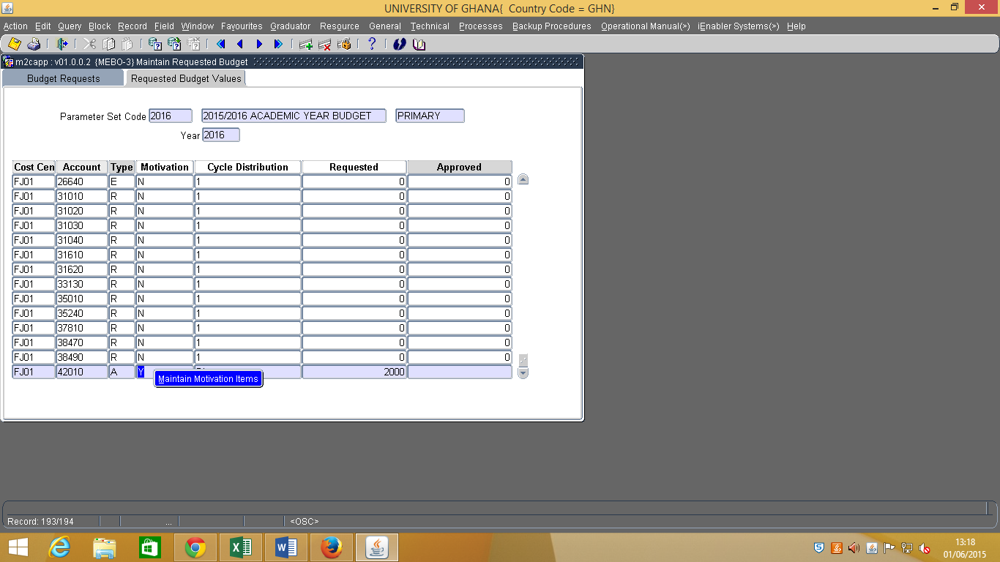 UNIVERSITY OF GHANA{ Country Code = GHN}
Action Edit Query Block Record Field Window Favourites Graduator Resource General Technical Processes Backup Procedures Operational Manual(>) iEnabler Systems(>) Help
m2capp : v01.0.0.2 {MEBO-3} Maintain Requested Budget
Budget Requests Requested Budget Values
Parameter Set Code 2016 2015/2016 ACADEMIC YEAR BUDGET PRIMARY
Year 2016
Cost Cen Account Type Motivation Cycle Distribution Requested Approved
FJ01 26640 E N 1 0 0
FJ01 31010 R N 1 0 0
FJ01 31020 R N 1 0 0
FJ01 31030 R N 1 0 0
FJ01 31040 R N 1 0 0
FJ01 31610 R N 1 0 0
FJ01 31620 R N 1 0 0
FJ01 33130 R N 1 0 0
FJ01 35010 R N 1 0 0
FJ01 35240 R N 1 0 0
FJ01 37810 R N 1 0 0
FJ01 38470 R N 1 0 0
FJ01 38490 R N 1 0 0
FJ01 42010 A Y 2000
Maintain Motivation Items
Record: 193/194 ... <OSC>
13:18
01/06/2015